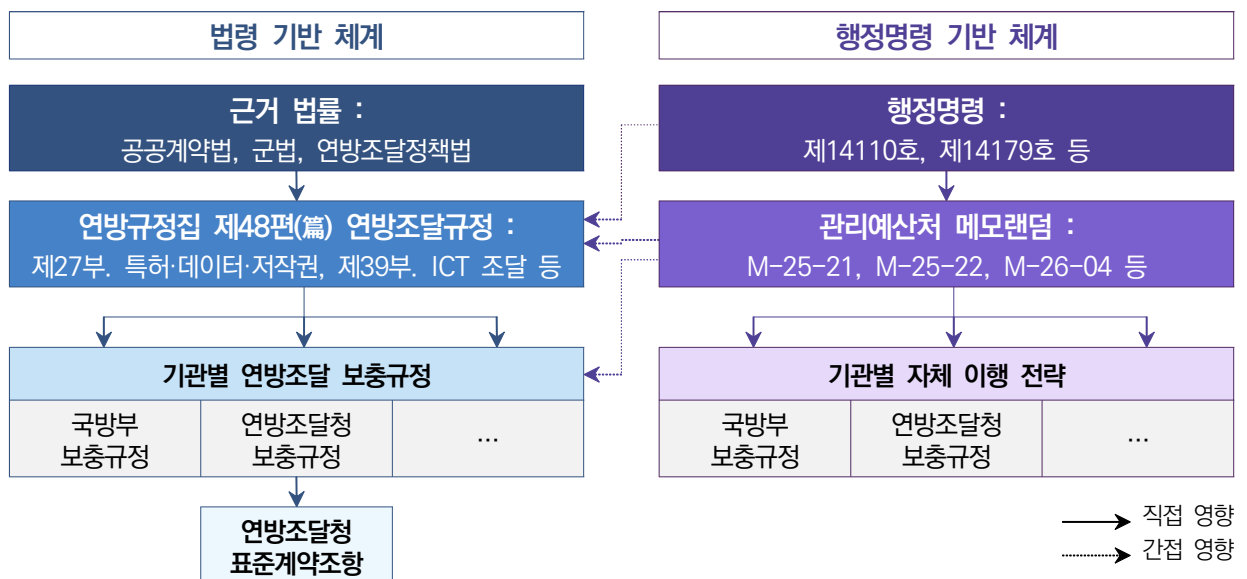 법령 기반 체계
행정명령 기반 체계
근거 법률 :
공공계약법, 군법, 연방조달정책법
행정명령 :
제14110호, 제14179호 등
연방규정집 제48편(篇) 연방조달규정 :
제27부. 특허·데이터·저작권, 제39부. ICT 조달 등
관리예산처 메모랜덤 :
M-25-21, M-25-22, M-26-04 등
기관별 연방조달 보충규정
국방부
보충규정
연방조달청
보충규정
...
기관별 자체 이행 전략
국방부
보충규정
연방조달청
보충규정
...
연방조달청
표준계약조항
직접 영향
간접 영향